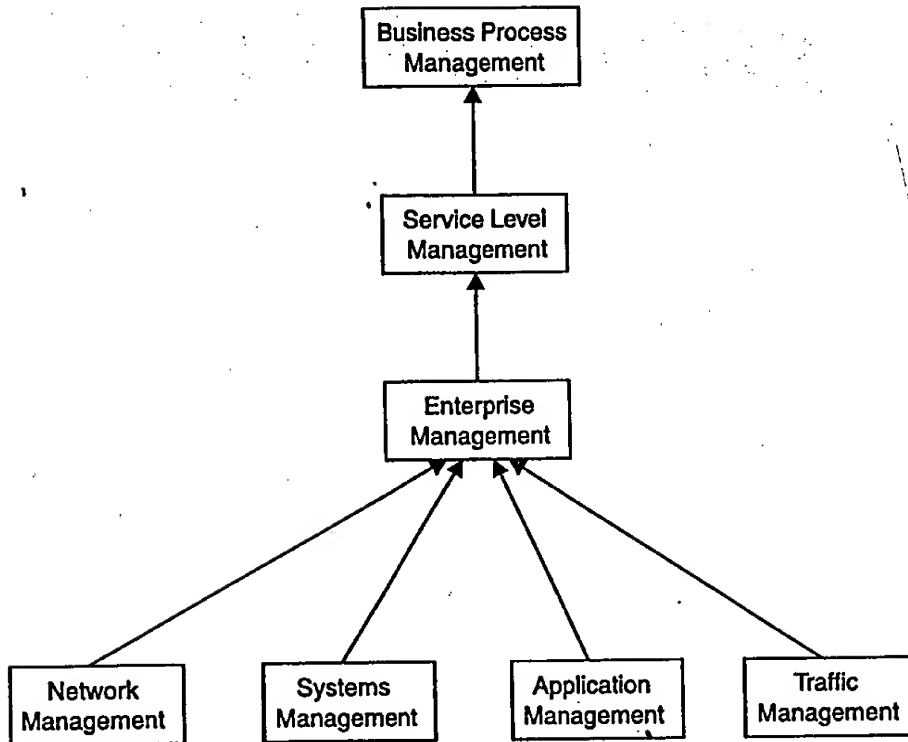 Business Process
Management
Service Level
Management
Enterprise
Management
Network
Management
Systems
Management
Application
Management
Traffic
Management